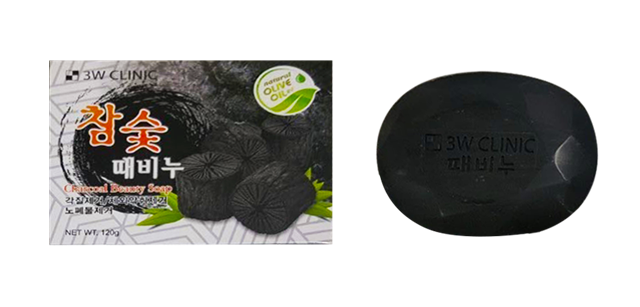 3W CLINIC
natural
OLIVE
OIL
참숯
때비누
Charcoal Beauty Soap
노폐물제거
NET WT. 120g
3W CLINIC
때비누